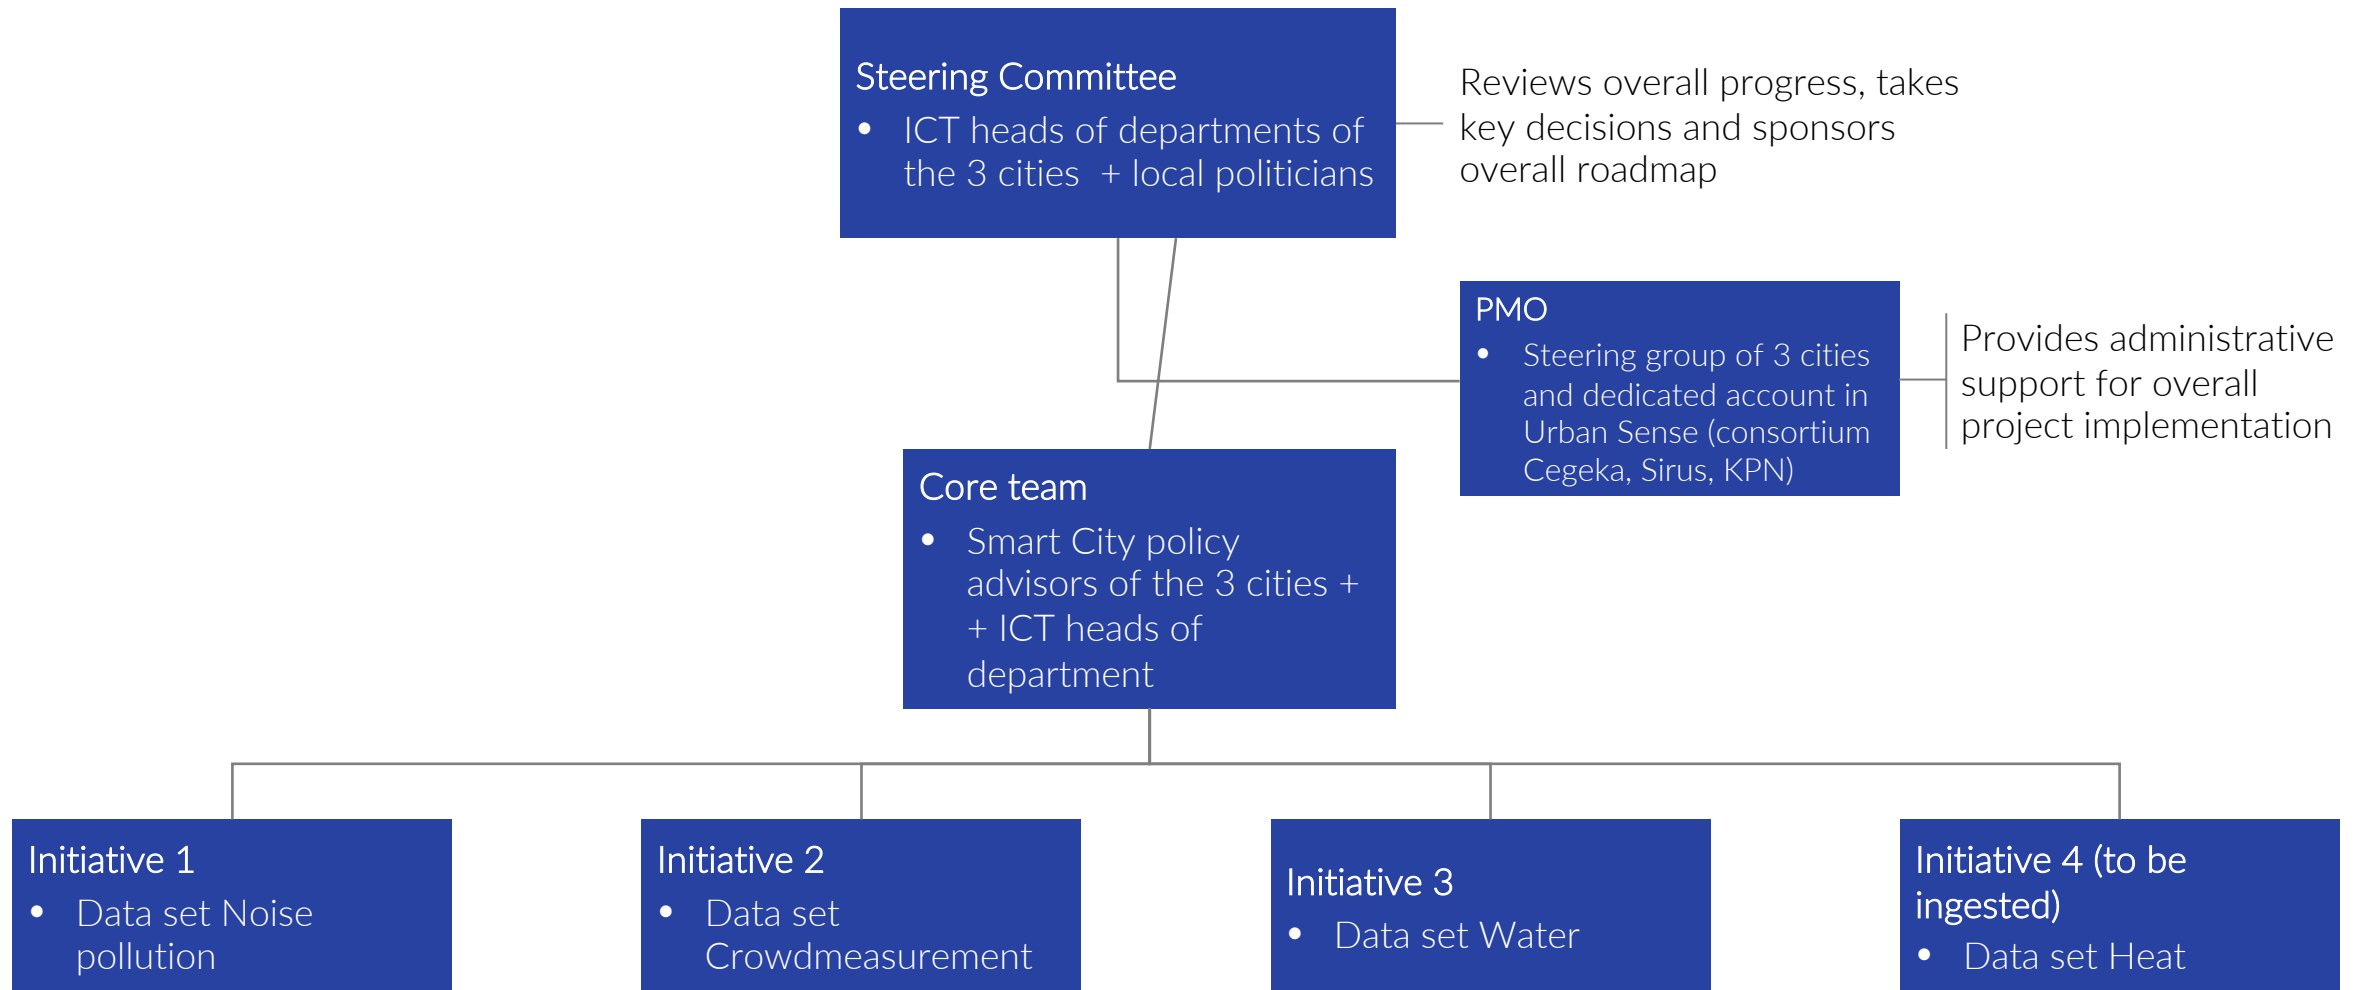 Steering Committee
• ICT heads of departments of
the 3 cities + local politicians
Reviews overall progress, takes
key decisions and sponsors
overall roadmap
PMO
• Steering group of 3 cities
and dedicated account in
Urban Sense (consortium
Cegeka, Sirus, KPN)
Provides administrative
support for overall
project implementation
Core team
• Smart City policy
advisors of the 3 cities +
+ ICT heads of
department
Initiative 1
• Data set Noise
pollution
Initiative 2
• Data set
Crowdmeasurement
Initiative 3
• Data set Water
Initiative 4 (to be
ingested)
• Data set Heat